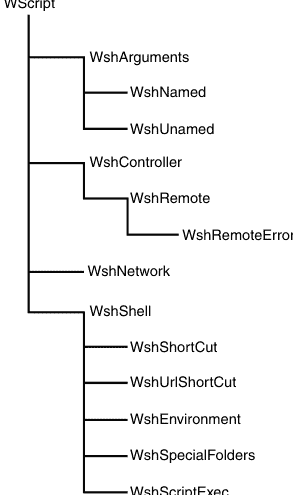 WScript
WshArguments
WshNamed
WshUnamed
WshController
WshRemote
WshRemoteError
WshNetwork
WshShell
WshShortCut
WshUrlShortCut
WshEnvironment
WshSpecialFolders
WshScriptExec